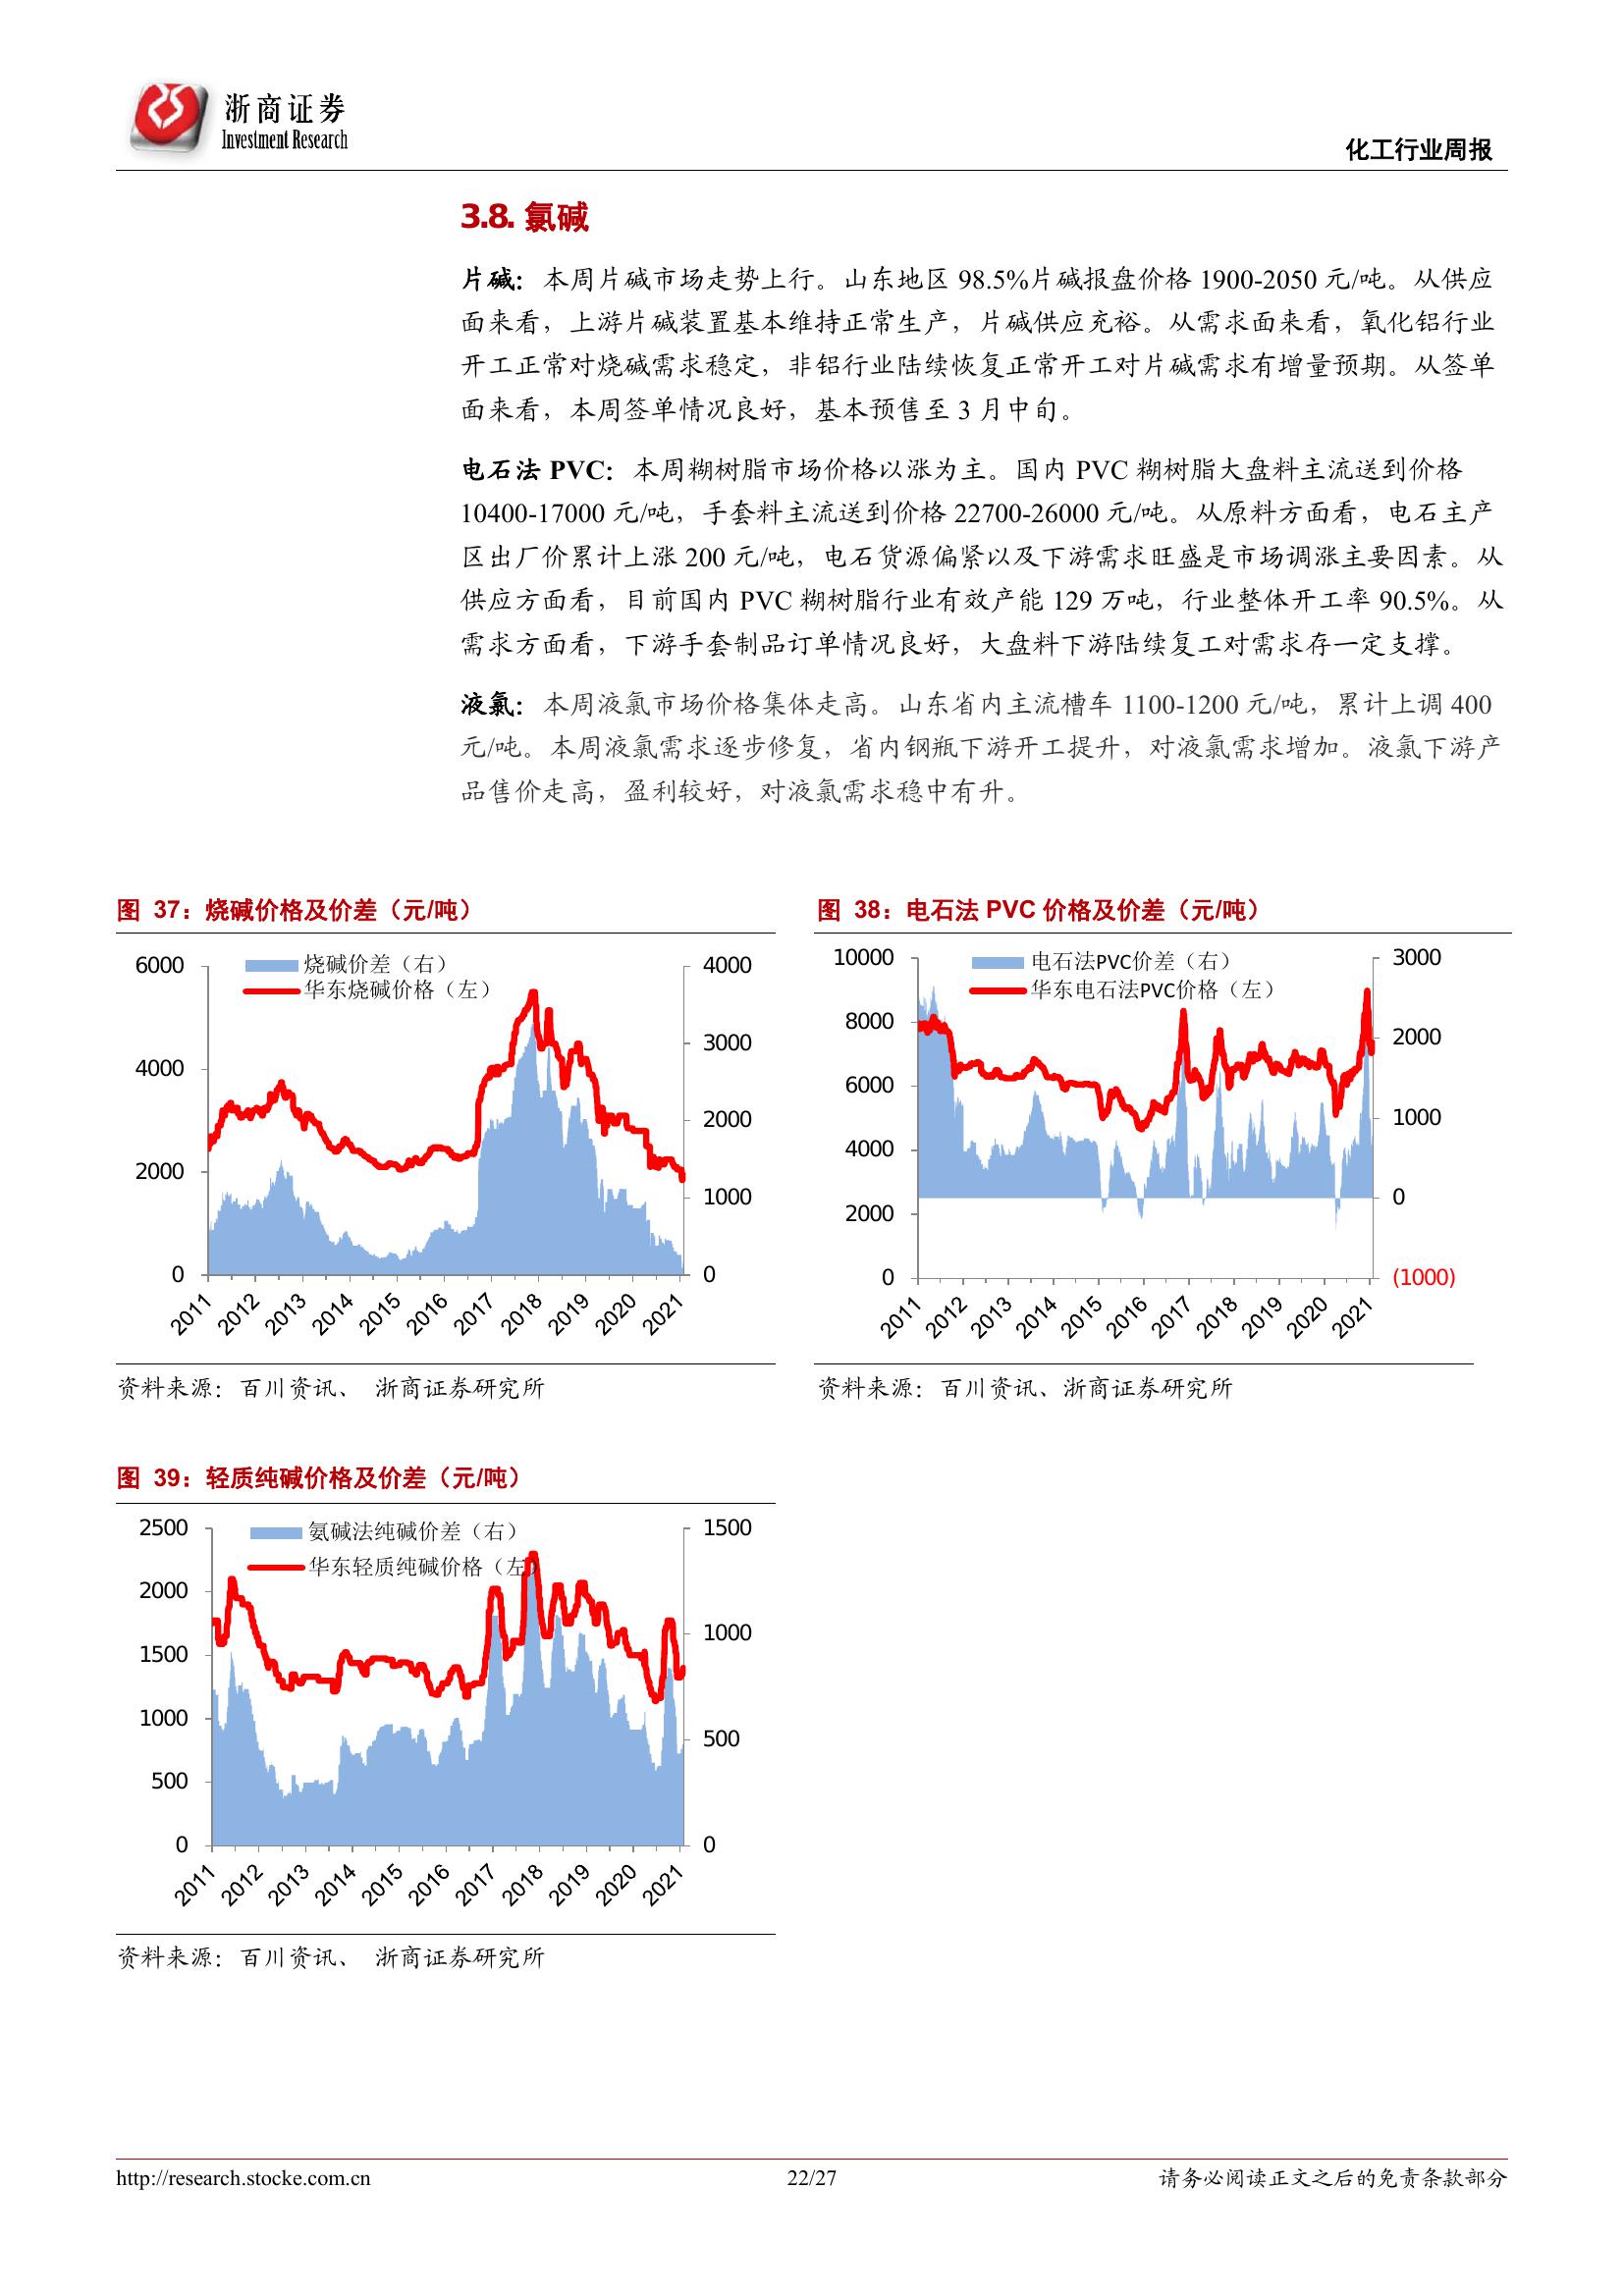 浙商证券
Investment Research
化工行业周报
3.8. 氯碱
片碱：本周片碱市场走势上行。山东地区 98.5%片碱报盘价格 1900-2050 元/吨。从供应
面来看，上游片碱装置基本维持正常生产，片碱供应充裕。从需求面来看，氧化铝行业
开工正常对烧碱需求稳定，非铝行业陆续恢复正常开工对片碱需求有增量预期。从签单
面来看，本周签单情况良好，基本预售至 3 月中旬。
电石法 PVC：本周糊树脂市场价格以涨为主。国内 PVC 糊树脂大盘料主流送到价格
10400-17000 元/吨，手套料主流送到价格 22700-26000 元/吨。从原料方面看，电石主产
区出厂价累计上涨 200 元/吨，电石货源偏紧以及下游需求旺盛是市场调涨主要因素。从
供应方面看，目前国内 PVC 糊树脂行业有效产能 129 万吨，行业整体开工率 90.5%。从
需求方面看，下游手套制品订单情况良好，大盘料下游陆续复工对需求存一定支撑。
液氯：本周液氯市场价格集体走高。山东省内主流槽车 1100-1200 元/吨，累计上调 400
元/吨。本周液氯需求逐步修复，省内钢瓶下游开工提升，对液氯需求增加。液氯下游产
品售价走高，盈利较好，对液氯需求稳中有升。
图 37：烧碱价格及价差（元/吨）
烧碱价差（右）
华东烧碱价格（左）
6000
4000
2000
0
4000
3000
2000
1000
0
2011 2012 2013 2014 2015 2016 2017 2018 2019 2020 2021
资料来源：百川资讯、 浙商证券研究所
图 38：电石法 PVC 价格及价差（元/吨）
电石法PVC价差（右）
华东电石法PVC价格（左）
10000
8000
6000
4000
2000
0
3000
2000
1000
0
(1000)
2011 2012 2013 2014 2015 2016 2017 2018 2019 2020 2021
资料来源：百川资讯、浙商证券研究所
图 39：轻质纯碱价格及价差（元/吨）
氨碱法纯碱价差（右）
华东轻质纯碱价格（左）
2500
2000
1500
1000
500
0
1500
1000
500
0
2011 2012 2013 2014 2015 2016 2017 2018 2019 2020 2021
资料来源：百川资讯、 浙商证券研究所
http://research.stocke.com.cn
22/27
请务必阅读正文之后的免责条款部分